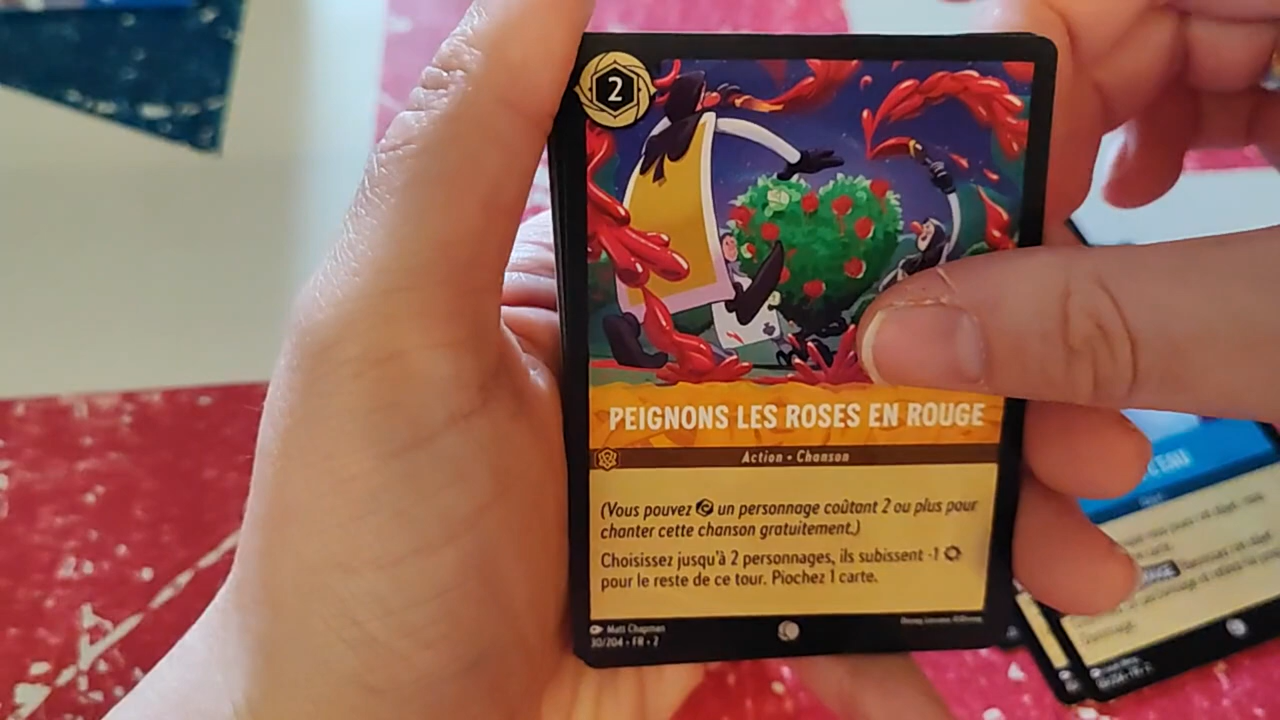 2
PEIGNONS LES ROSES EN ROUGE
Action • Chanson
(Vous pouvez un personnage coûtant 2 ou plus pour
chanter cette chanson gratuitement.)
Choisissez jusqu'à 2 personnages, ils subissent -1
pour le reste de ce tour. Piochez 1 carte.
Matt Chapman
30/204 • FR • 2
EAU